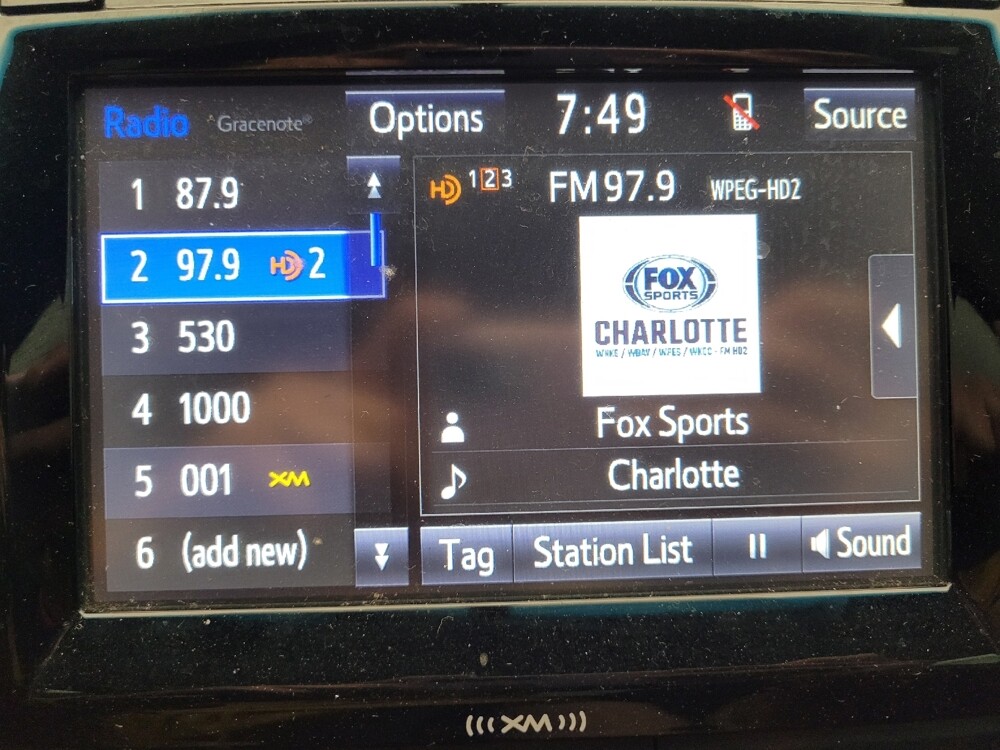 Radio Gracenote® Options 7:49 Source
1 87.9
2 97.9 HD 2
3 530
4 1000
5 001 XM
6 (add new)
HD 1 2 3 FM 97.9 WPEG-HD2
FOX
SPORTS
CHARLOTTE
Fox Sports
Charlotte
Tag Station List Sound
XM